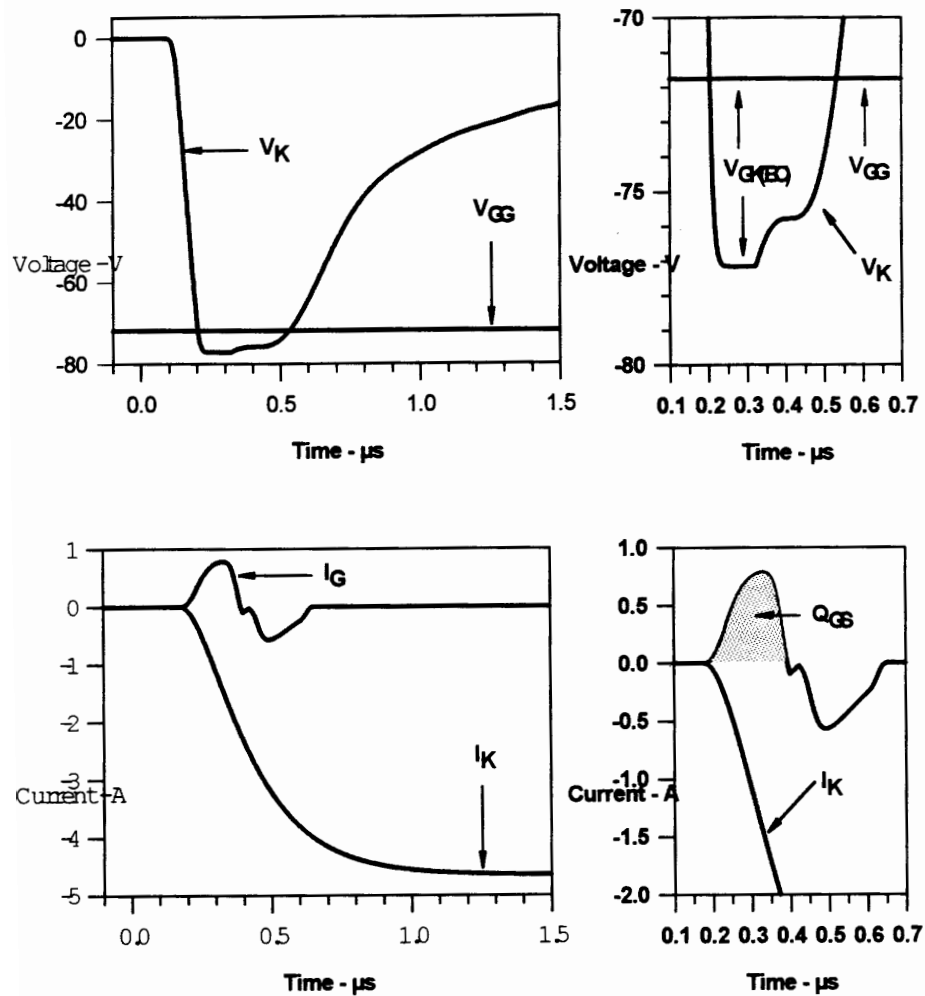 0
-20
-40
-60
-80
Voltage - V
V_K
V_GG
0.0 0.5 1.0 1.5
Time - µs
-70
-75
-80
Voltage - V
V_GK(BO)
V_GG
V_K
0.1 0.2 0.3 0.4 0.5 0.6 0.7
Time - µs
1
0
-1
-2
-3
-4
-5
Current - A
I_G
I_K
0.0 0.5 1.0 1.5
Time - µs
1.0
0.5
0.0
-0.5
-1.0
-1.5
-2.0
Current - A
Q_GS
I_K
0.1 0.2 0.3 0.4 0.5 0.6 0.7
Time - µs